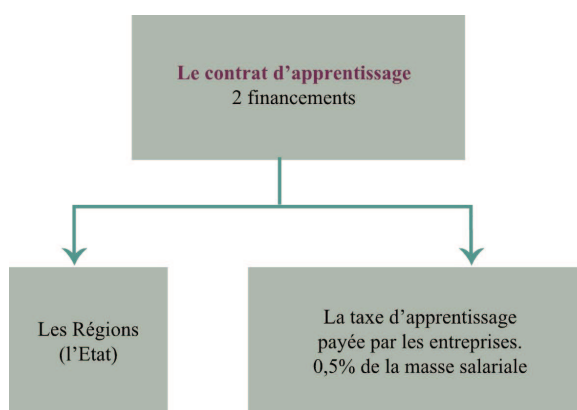 Le contrat d’apprentissage
2 financements
Les Régions
(l’Etat)
La taxe d’apprentissage
payée par les entreprises.
0,5% de la masse salariale